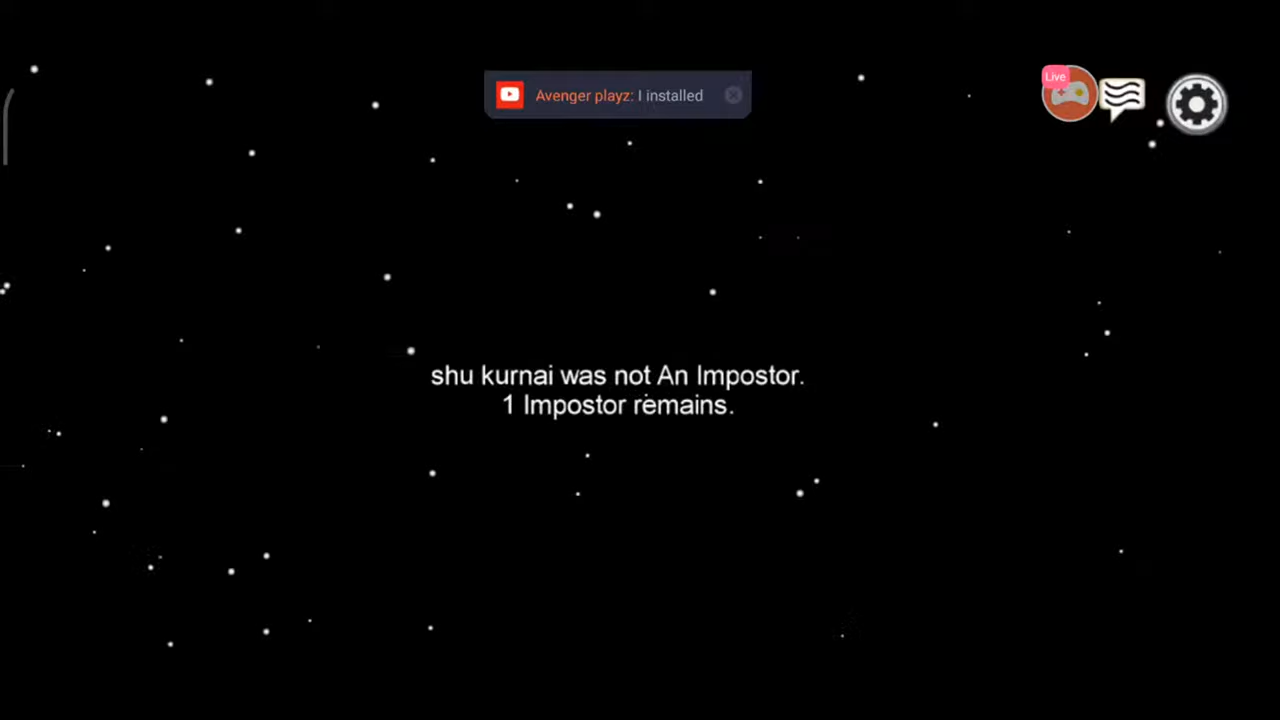 Live
Avenger playz: I installed
shu kurnai was not An Impostor.
1 Impostor remains.